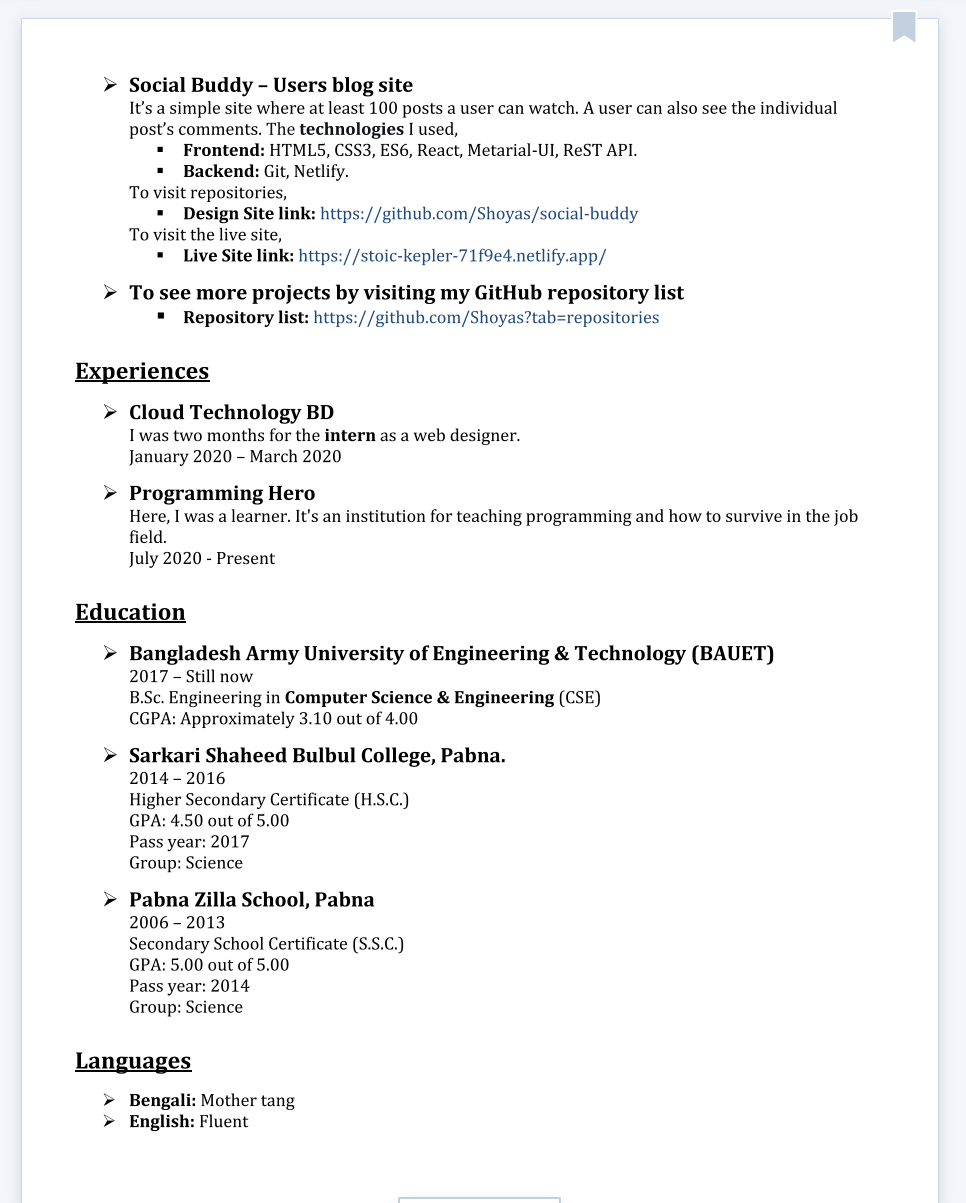 Social Buddy – Users blog site
It’s a simple site where at least 100 posts a user can watch. A user can also see the individual
post’s comments. The technologies I used,
Frontend: HTML5, CSS3, ES6, React, Metarial-UI, ReST API.
Backend: Git, Netlify.
To visit repositories,
Design Site link: https://github.com/Shoyas/social-buddy
To visit the live site,
Live Site link: https://stoic-kepler-71f9e4.netlify.app/
To see more projects by visiting my GitHub repository list
Repository list: https://github.com/Shoyas?tab=repositories
Experiences
Cloud Technology BD
I was two months for the intern as a web designer.
January 2020 – March 2020
Programming Hero
Here, I was a learner. It's an institution for teaching programming and how to survive in the job
field.
July 2020 - Present
Education
Bangladesh Army University of Engineering & Technology (BAUET)
2017 – Still now
B.Sc. Engineering in Computer Science & Engineering (CSE)
CGPA: Approximately 3.10 out of 4.00
Sarkari Shaheed Bulbul College, Pabna.
2014 – 2016
Higher Secondary Certificate (H.S.C.)
GPA: 4.50 out of 5.00
Pass year: 2017
Group: Science
Pabna Zilla School, Pabna
2006 – 2013
Secondary School Certificate (S.S.C.)
GPA: 5.00 out of 5.00
Pass year: 2014
Group: Science
Languages
Bengali: Mother tang
English: Fluent